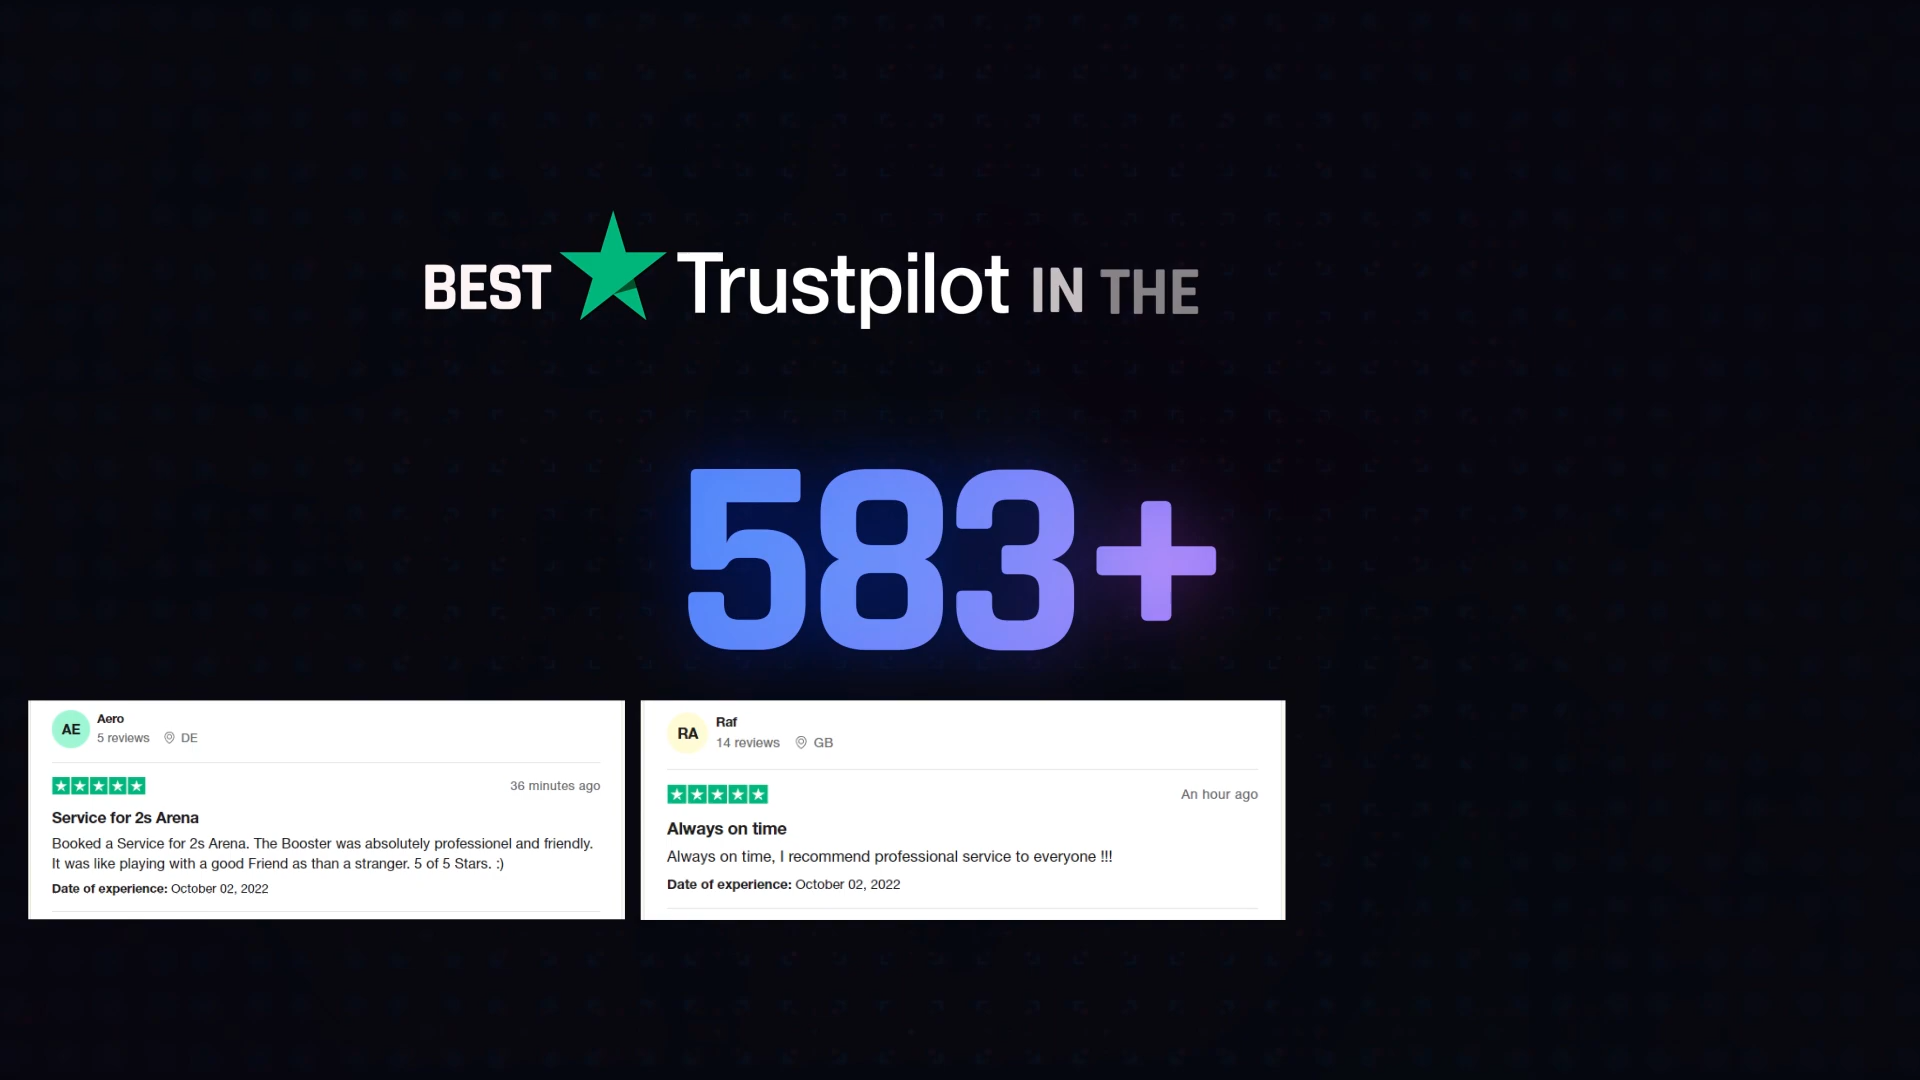 BEST Trustpilot IN THE
583+
AE
Aero
5 reviews DE
36 minutes ago
Service for 2s Arena
Booked a Service for 2s Arena. The Booster was absolutely professionel and friendly.
It was like playing with a good Friend as than a stranger. 5 of 5 Stars. :)
Date of experience: October 02, 2022
RA
Raf
14 reviews GB
An hour ago
Always on time
Always on time, I recommend professional service to everyone !!!
Date of experience: October 02, 2022